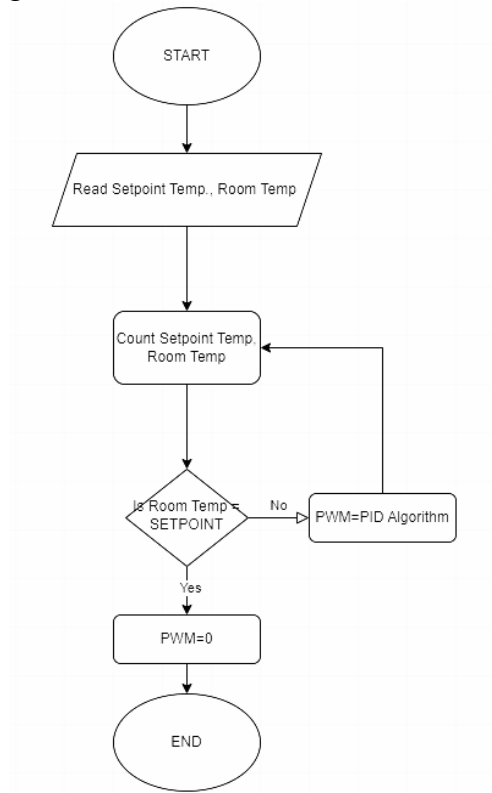 START
Read Setpoint Temp., Room Temp
Count Setpoint Temp,
Room Temp
Is Room Temp =
SETPOINT
No
PWM=PID Algorithm
Yes
PWM=0
END